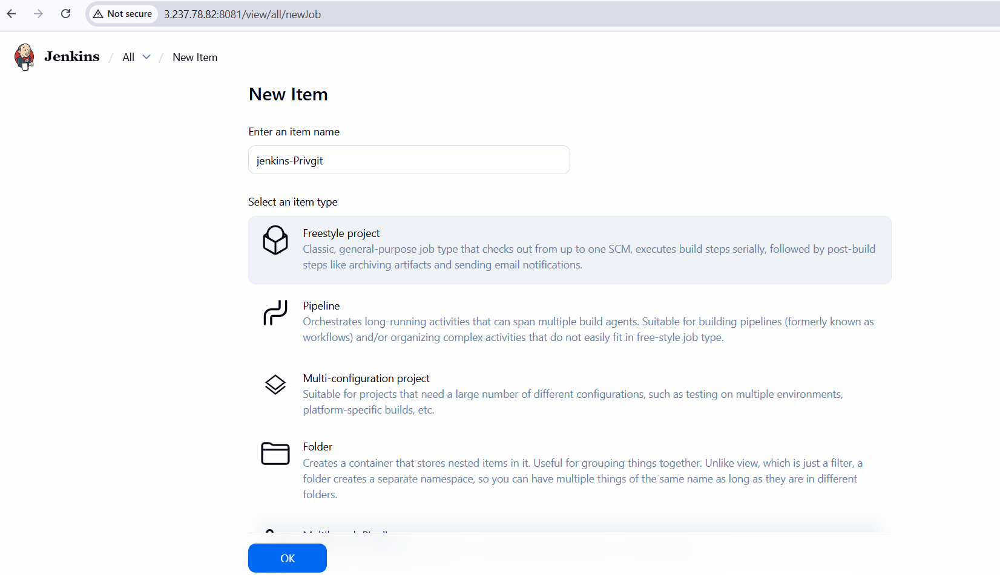 Not secure 3.237.78.82:8081/view/all/newJob
Jenkins / All / New Item
New Item
Enter an item name
jenkins-Privgit
Select an item type
Freestyle project
Classic, general-purpose job type that checks out from up to one SCM, executes build steps serially, followed by post-build
steps like archiving artifacts and sending email notifications.
Pipeline
Orchestrates long-running activities that can span multiple build agents. Suitable for building pipelines (formerly known as
workflows) and/or organizing complex activities that do not easily fit in free-style job type.
Multi-configuration project
Suitable for projects that need a large number of different configurations, such as testing on multiple environments,
platform-specific builds, etc.
Folder
Creates a container that stores nested items in it. Useful for grouping things together. Unlike view, which is just a filter, a
folder creates a separate namespace, so you can have multiple things of the same name as long as they are in different
folders.
OK